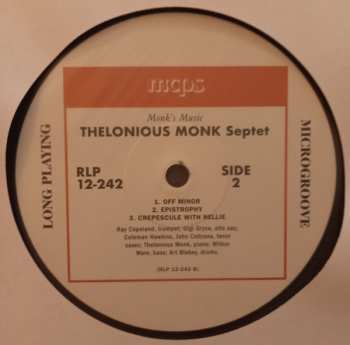 mcps
Monk's Music
THELONIOUS MONK Septet
RLP
12-242
SIDE
2
1. OFF MINOR
2. EPISTROPHY
3. CREPESCULE WITH NELLIE
Ray Copeland, trumpet; Gigi Gryce, alto sax;
Coleman Hawkins, John Coltrane, tenor
saxes; Thelonious Monk, piano; Wilbur
Ware, bass; Art Blakey, drums.
(RLP 12-242 B)
LONG PLAYING
MICROGROOVE